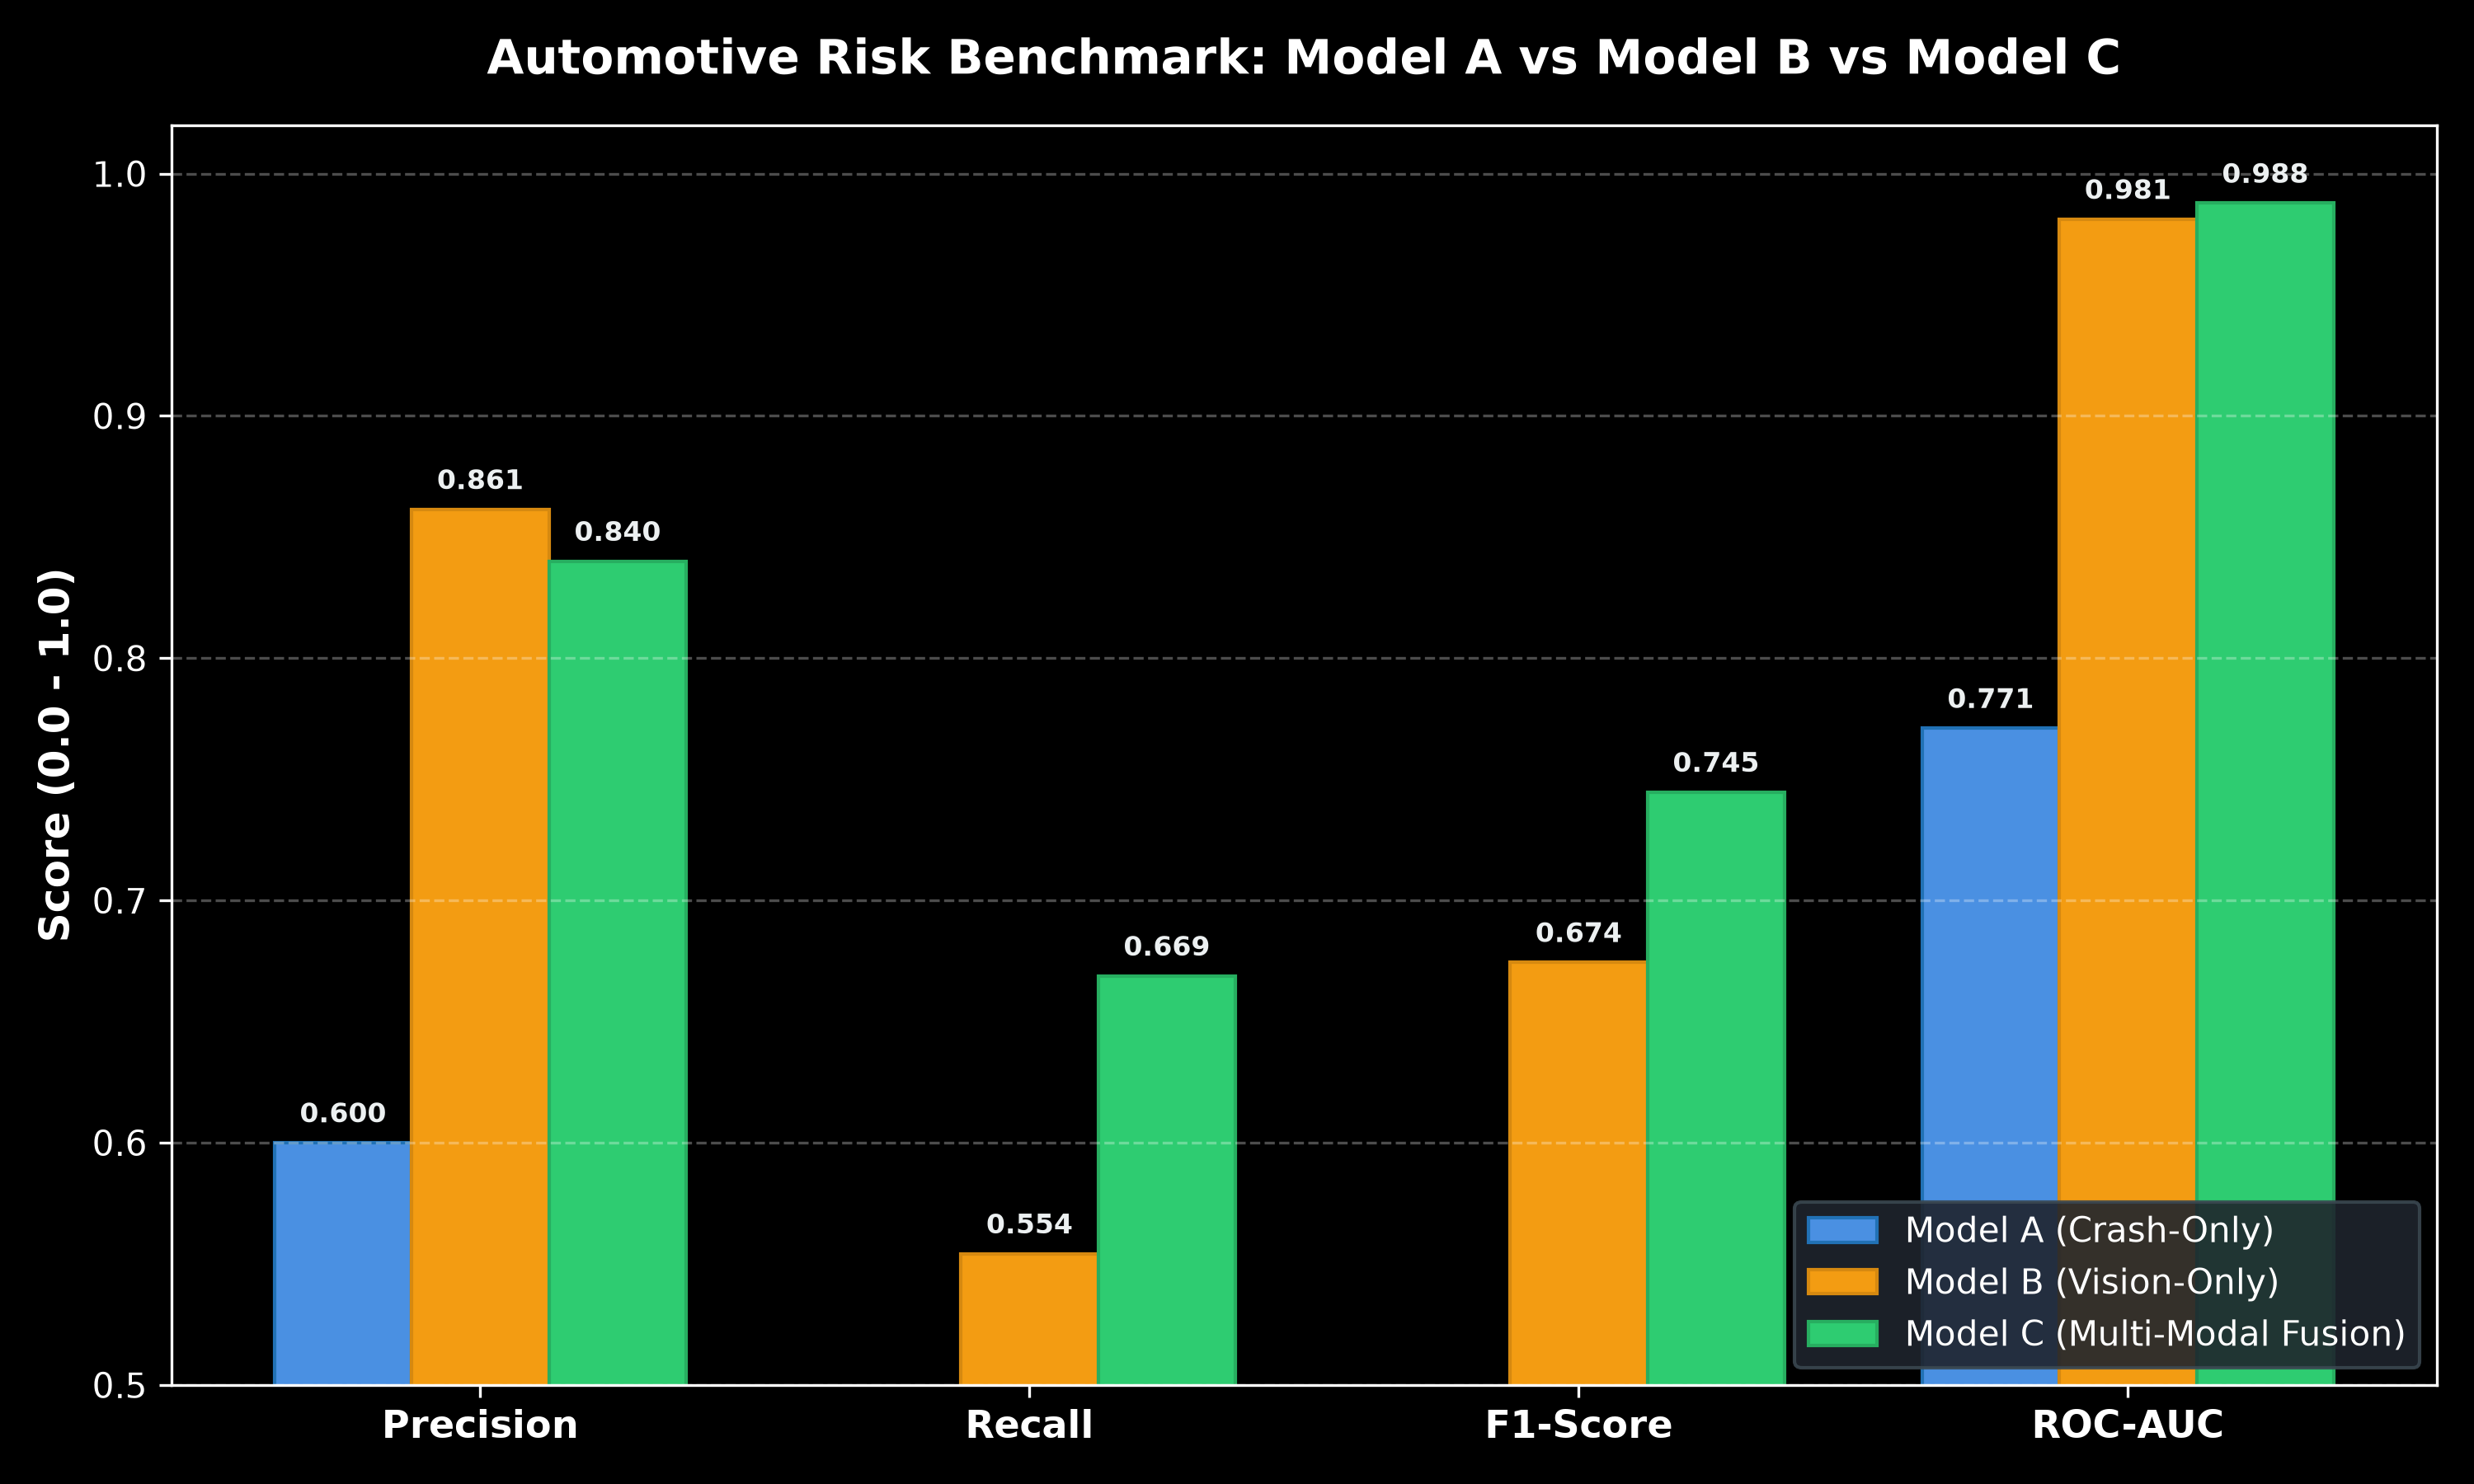 Automotive Risk Benchmark: Model A vs Model B vs Model C
Score (0.0 - 1.0)
1.0
0.9
0.8
0.7
0.6
0.5
0.600
0.861
0.840
0.554
0.669
0.674
0.745
0.771
0.981
0.988
Model A (Crash-Only)
Model B (Vision-Only)
Model C (Multi-Modal Fusion)
Precision
Recall
F1-Score
ROC-AUC